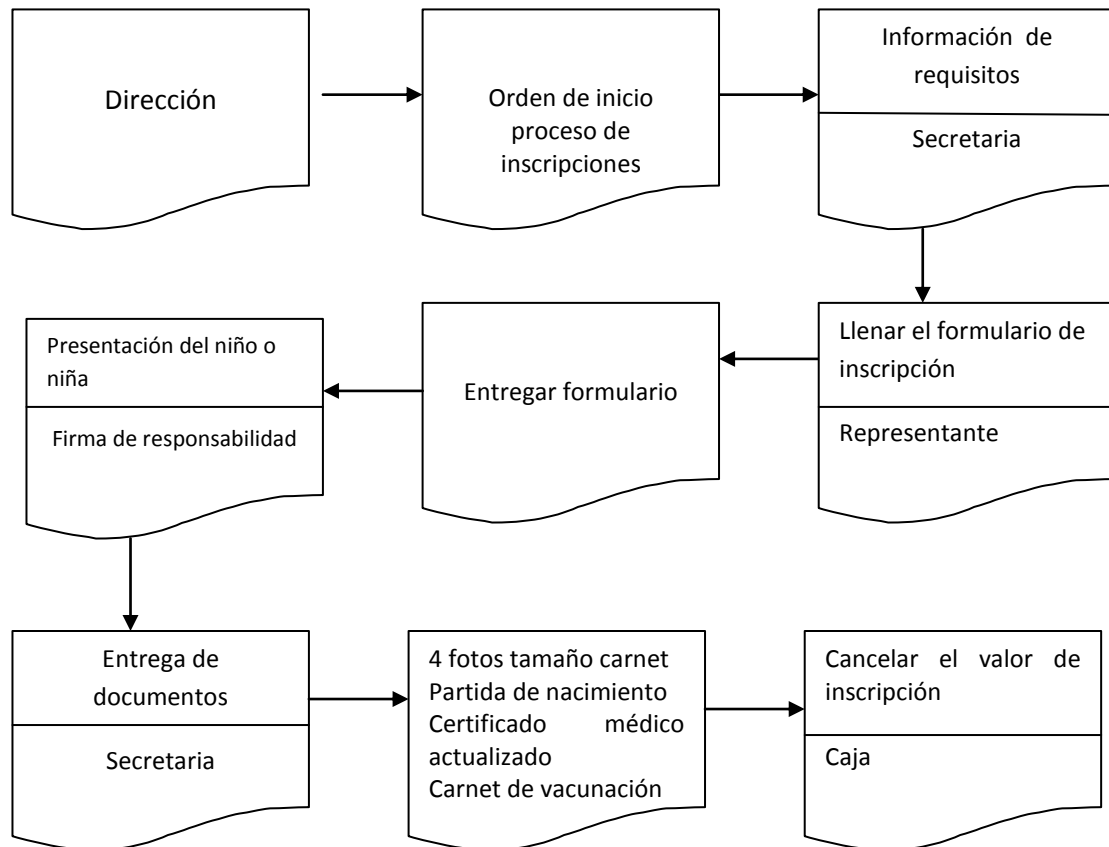 Dirección
Orden de inicio
proceso de
inscripciones
Información de
requisitos
Secretaria
Llenar el formulario de
inscripción
Representante
Entregar formulario
Presentación del niño o
niña
Firma de responsabilidad
Entrega de
documentos
Secretaria
4 fotos tamaño carnet
Partida de nacimiento
Certificado médico
actualizado
Carnet de vacunación
Cancelar el valor de
inscripción
Caja